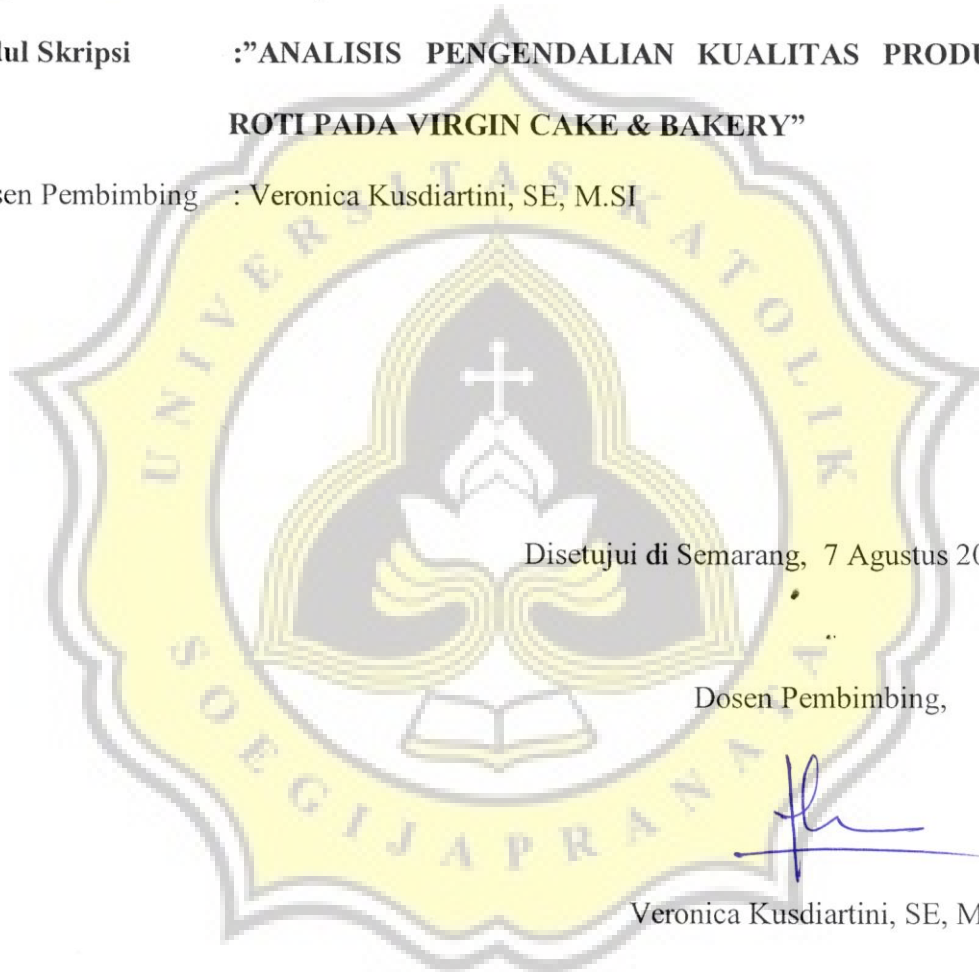 lul Skripsi :”ANALISIS PENGENDALIAN KUALITAS PRODU
ROTI PADA VIRGIN CAKE & BAKERY”
sen Pembimbing : Veronica Kusdiartini, SE, M.SI
UNIVERSITAS KATOLIK
Disetujui di Semarang, 7 Agustus 20
Dosen Pembimbing,
SOEGIJAPRANATA
Veronica Kusdiartini, SE, M